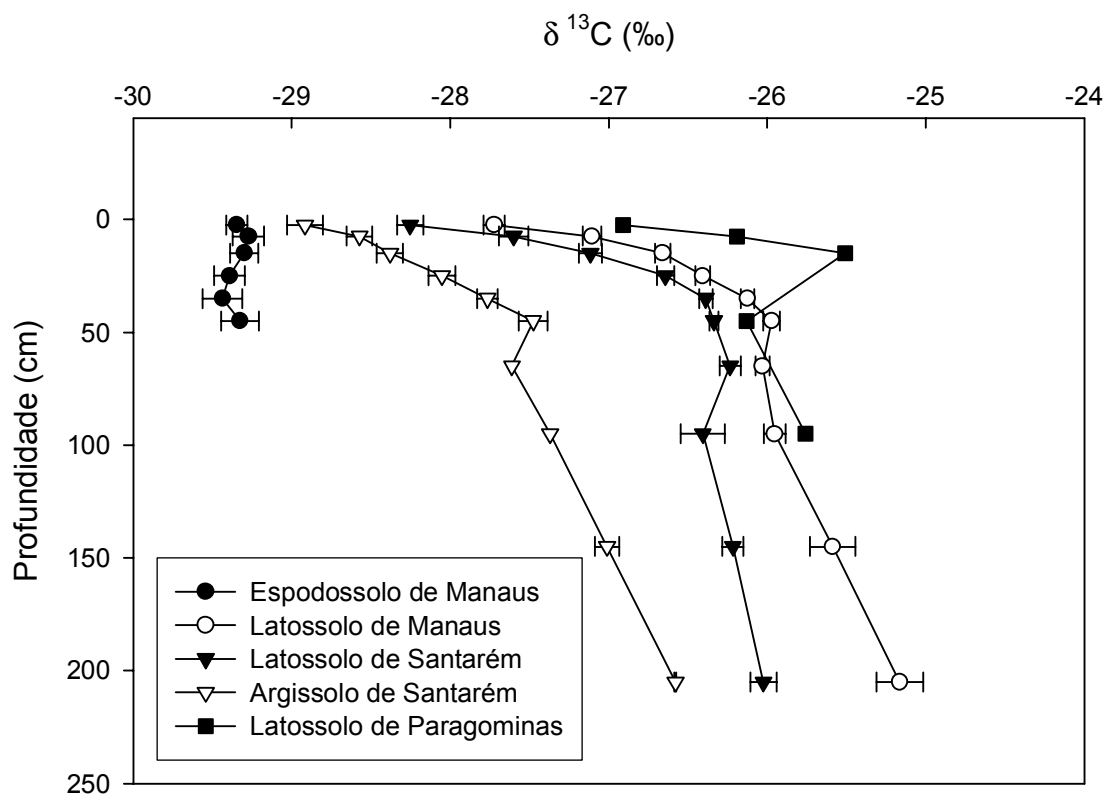 δ ¹³C (‰)
-30 -29 -28 -27 -26 -25 -24
Profundidade (cm)
0
50
100
150
200
250
Espodossolo de Manaus
Latossolo de Manaus
Latossolo de Santarém
Argissolo de Santarém
Latossolo de Paragominas